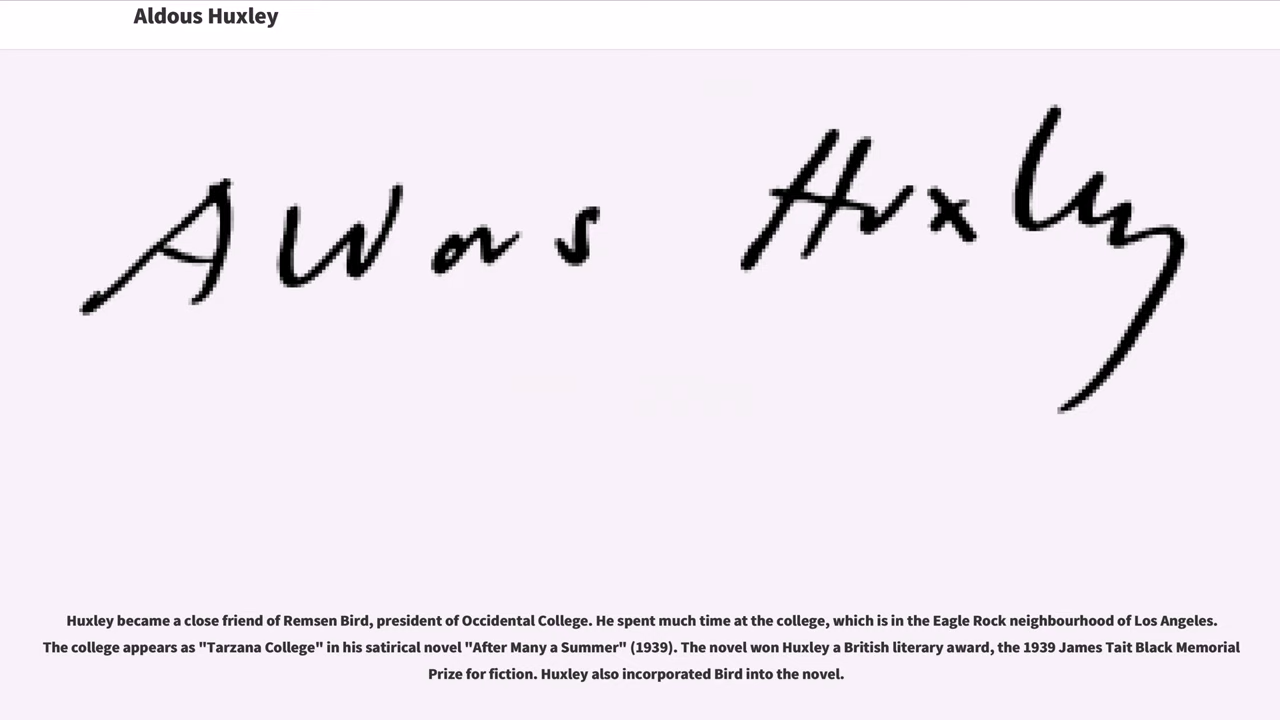 Aldous Huxley
Aldous Huxley
Huxley became a close friend of Remsen Bird, president of Occidental College. He spent much time at the college, which is in the Eagle Rock neighbourhood of Los Angeles.
The college appears as "Tarzana College" in his satirical novel "After Many a Summer" (1939). The novel won Huxley a British literary award, the 1939 James Tait Black Memorial
Prize for fiction. Huxley also incorporated Bird into the novel.